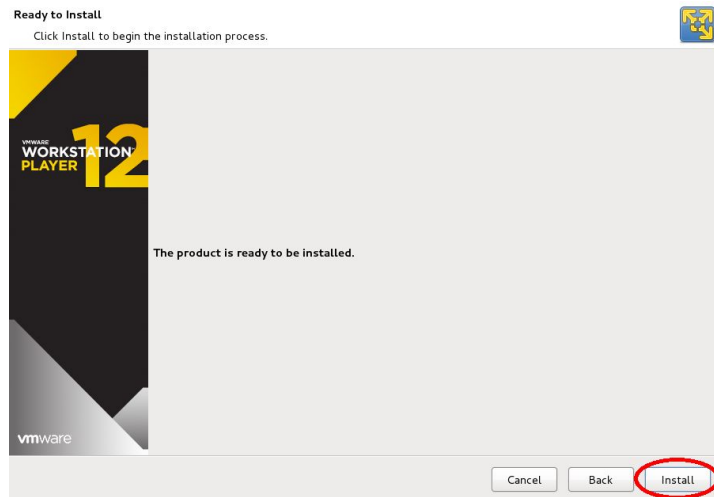 Ready to Install
Click Install to begin the installation process.
VMWARE
WORKSTATION
PLAYER
12
The product is ready to be installed.
vmware
Cancel
Back
Install